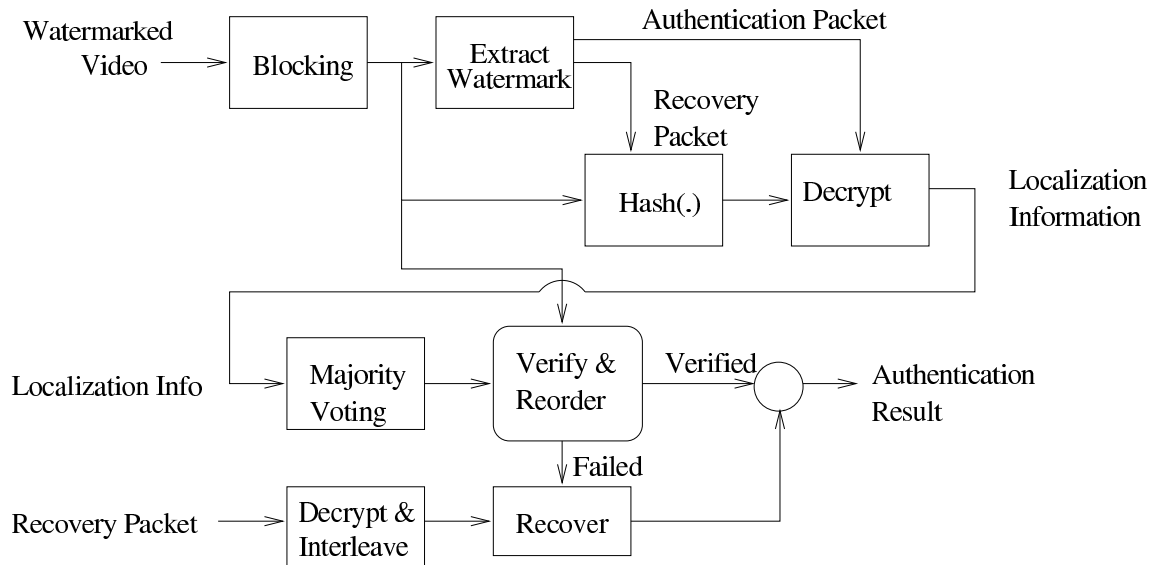 Watermarked
Video
Blocking
Extract
Watermark
Authentication Packet
Recovery
Packet
Hash(.)
Decrypt
Localization
Information
Localization Info
Majority
Voting
Verify &
Reorder
Verified
Authentication
Result
Failed
Recovery Packet
Decrypt &
Interleave
Recover